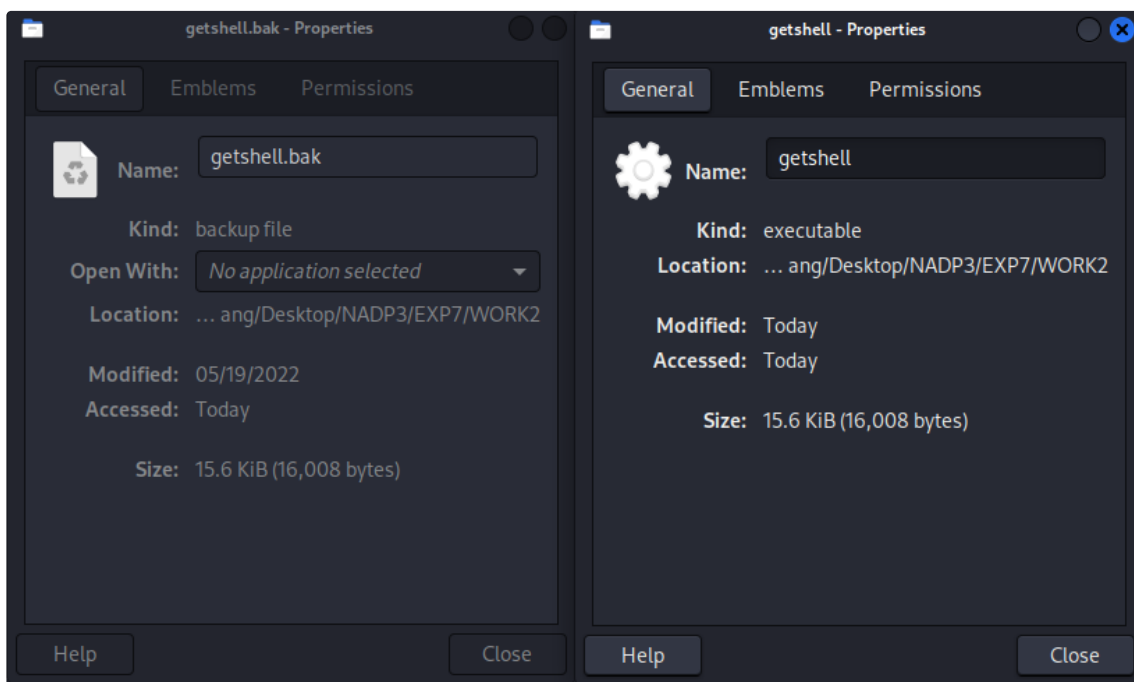 getshell.bak - Properties
General Emblems Permissions
Name: getshell.bak
Kind: backup file
Open With: No application selected
Location: ... ang/Desktop/NADP3/EXP7/WORK2
Modified: 05/19/2022
Accessed: Today
Size: 15.6 KiB (16,008 bytes)
Help Close
getshell - Properties
General Emblems Permissions
Name: getshell
Kind: executable
Location: ... ang/Desktop/NADP3/EXP7/WORK2
Modified: Today
Accessed: Today
Size: 15.6 KiB (16,008 bytes)
Help Close